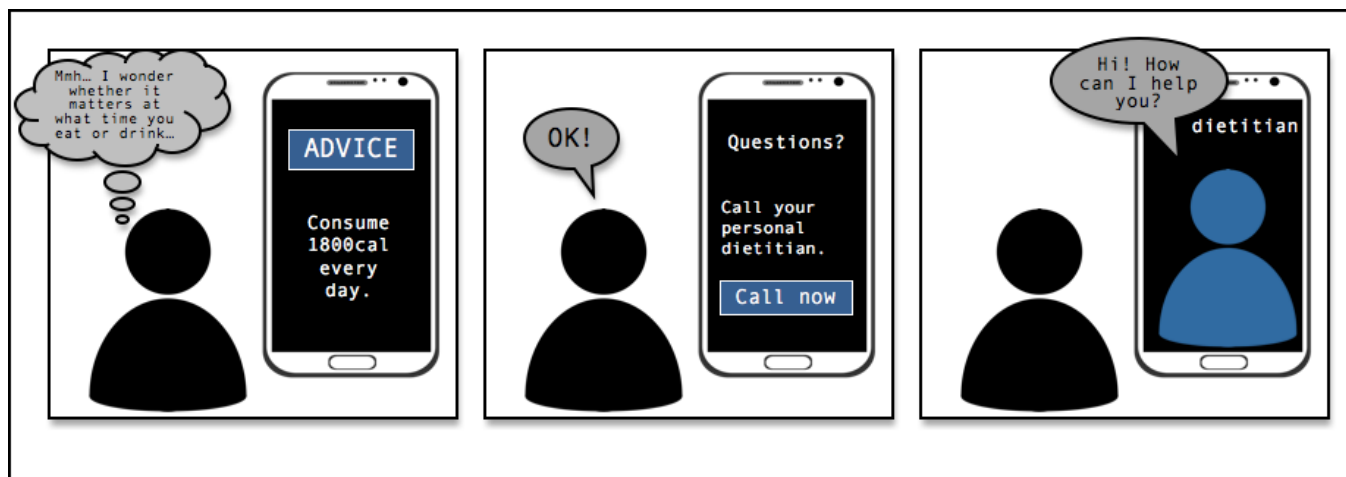 Mmh… I wonder
whether it
matters at
what time you
eat or drink…
ADVICE
Consume
1800cal
every
day.
OK!
Questions?
Call your
personal
dietitian.
Call now
Hi! How
can I help
you?
dietitian